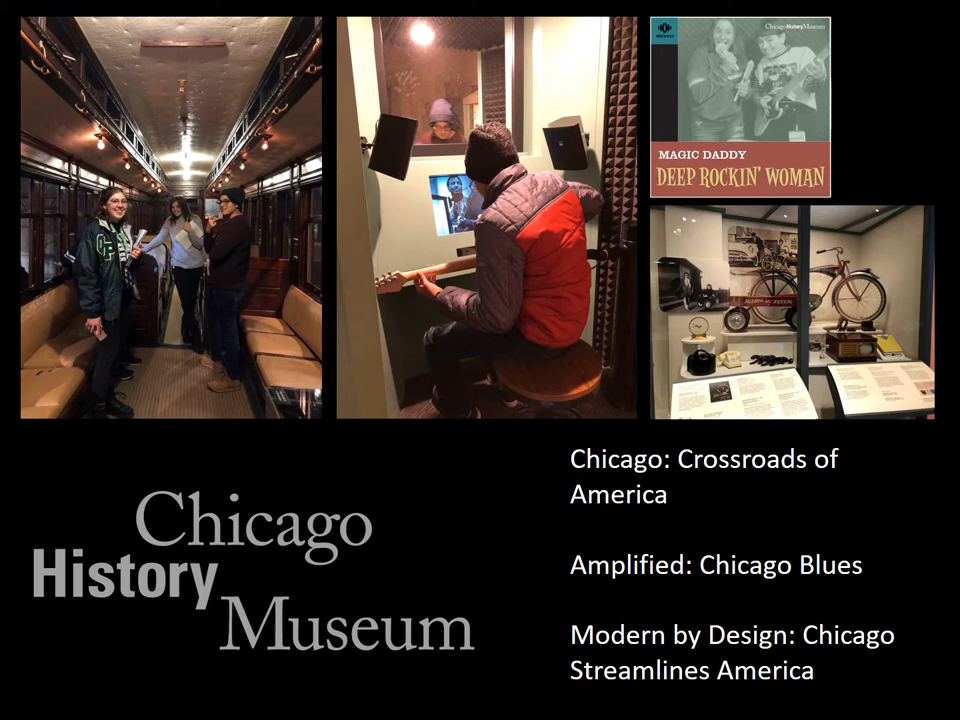 Chicago History Museum
MAGIC DADDY
DEEP ROCKIN' WOMAN
Chicago: Crossroads of
America
Amplified: Chicago Blues
Modern by Design: Chicago
Streamlines America
Chicago
History
Museum